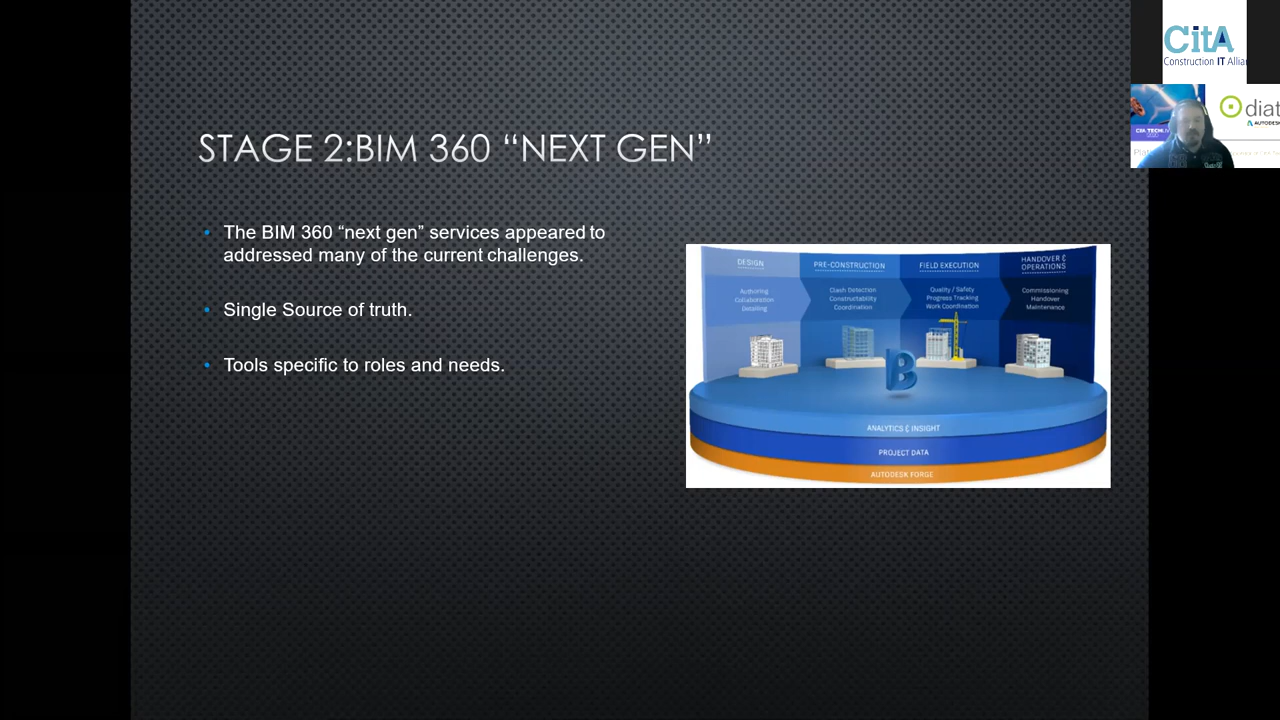 CitA
Construction IT Allia
diat
AUTODES
STAGE 2:BIM 360 “NEXT GEN”
• The BIM 360 “next gen” services appeared to
addressed many of the current challenges.
• Single Source of truth.
• Tools specific to roles and needs.
DESIGN
Authoring
Collaboration
Detailing
PRE-CONSTRUCTION
Clash Detection
Constructability
Coordination
FIELD EXECUTION
Quality / Safety
Progress Tracking
Work Coordination
HANDOVER &
OPERATIONS
Commissioning
Handover
Maintenance
B
ANALYTICS & INSIGHT
PROJECT DATA
AUTODESK FORGE